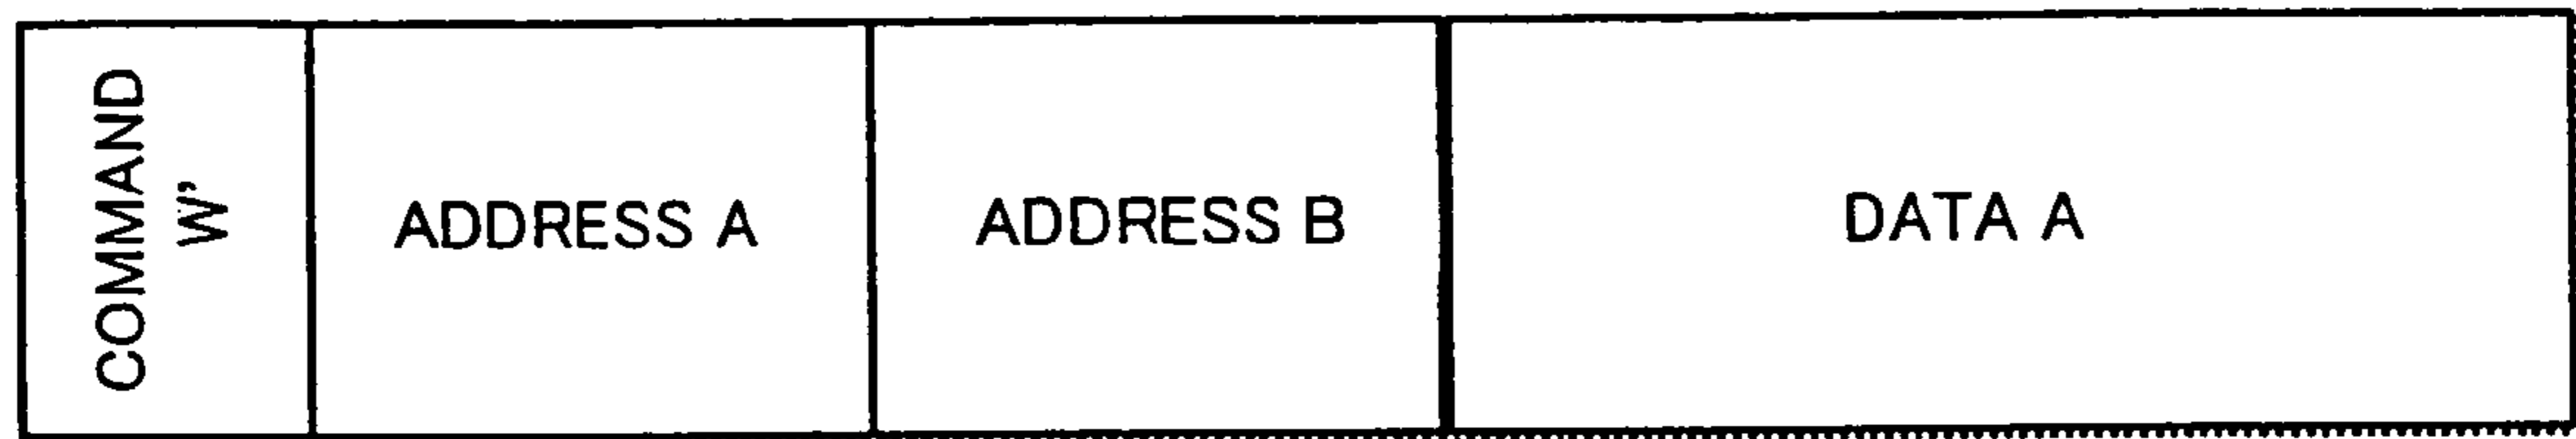 COMMAND
W'
ADDRESS A
ADDRESS B
DATA A